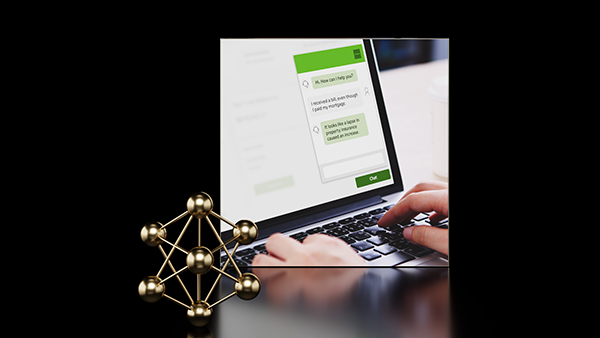 Hi, How can I help you?
I received a bill, even though
I paid my mortgage.
It looks like a lapse in
property insurance
caused an increase.
Chat